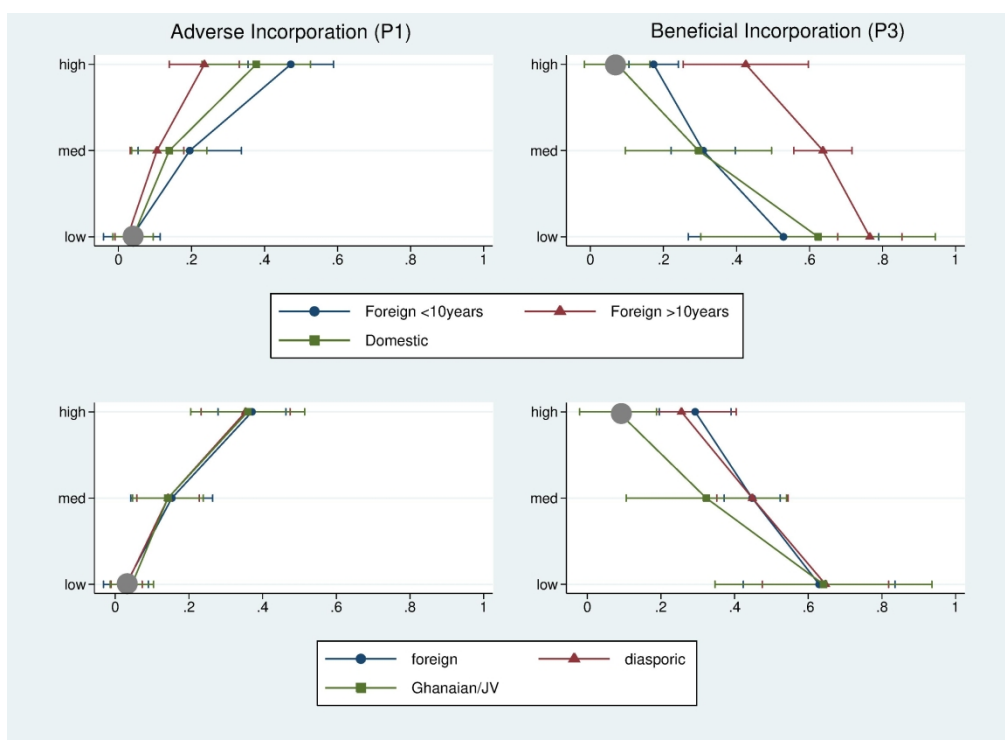 Adverse Incorporation (P1)
Beneficial Incorporation (P3)
high
med
low
0 .2 .4 .6 .8 1
high
med
low
0 .2 .4 .6 .8 1
Foreign <10years
Foreign >10years
Domestic
high
med
low
0 .2 .4 .6 .8 1
high
med
low
0 .2 .4 .6 .8 1
foreign
diasporic
Ghanaian/JV